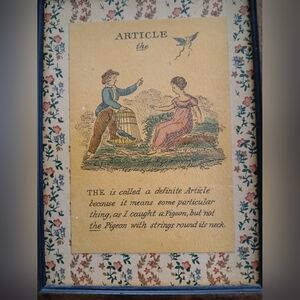 ARTICLE
the
THE is called a definite Article
because it means some particular
thing, as I caught a Pigeon, but not
the Pigeon with strings round its neck.